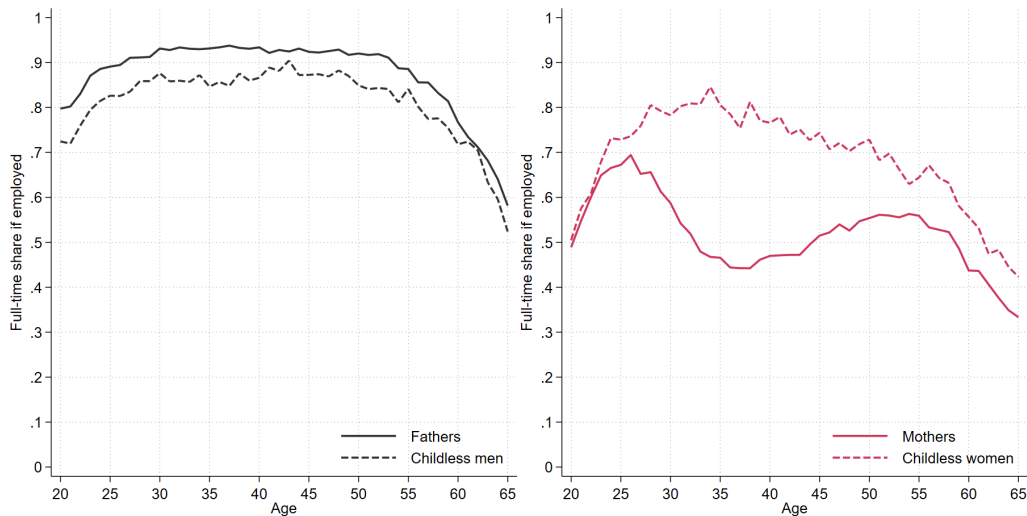 Full-time share if employed
1
.9
.8
.7
.6
.5
.4
.3
.2
.1
0
Fathers
Childless men
20 25 30 35 40 45 50 55 60 65
Age
Full-time share if employed
1
.9
.8
.7
.6
.5
.4
.3
.2
.1
0
Mothers
Childless women
20 25 30 35 40 45 50 55 60 65
Age